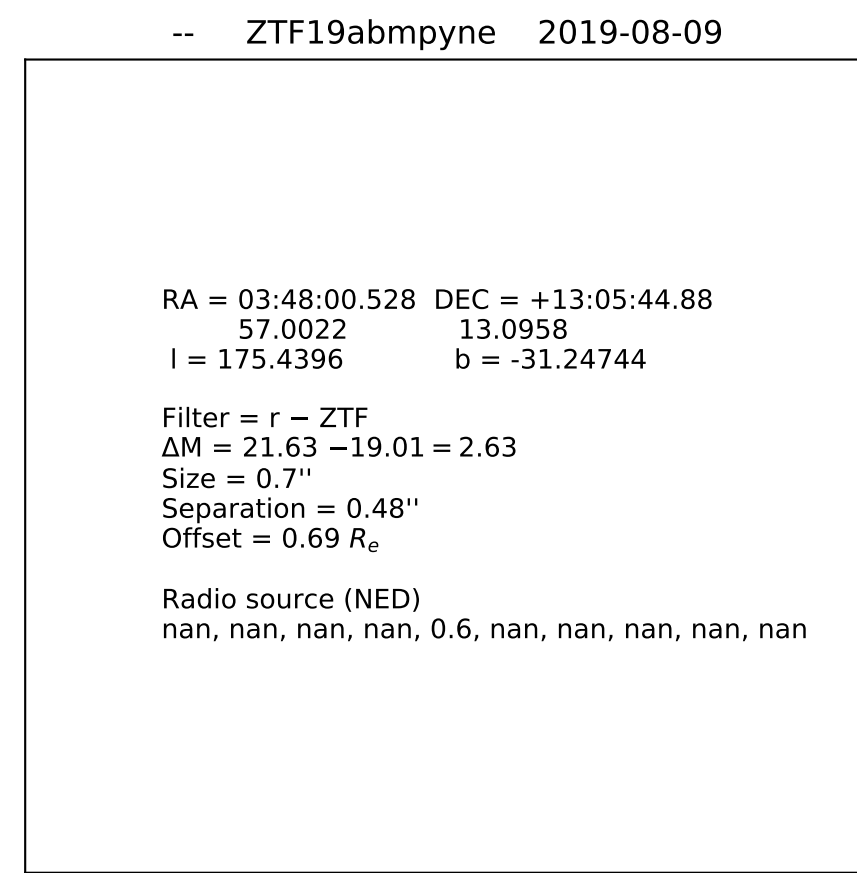 -- ZTF19abmpyne 2019-08-09
RA = 03:48:00.528 DEC = +13:05:44.88
57.0022 13.0958
l = 175.4396 b = -31.24744
Filter = r − ZTF
ΔM = 21.63 −19.01 = 2.63
Size = 0.7''
Separation = 0.48''
Offset = 0.69 Re
Radio source (NED)
nan, nan, nan, nan, 0.6, nan, nan, nan, nan, nan